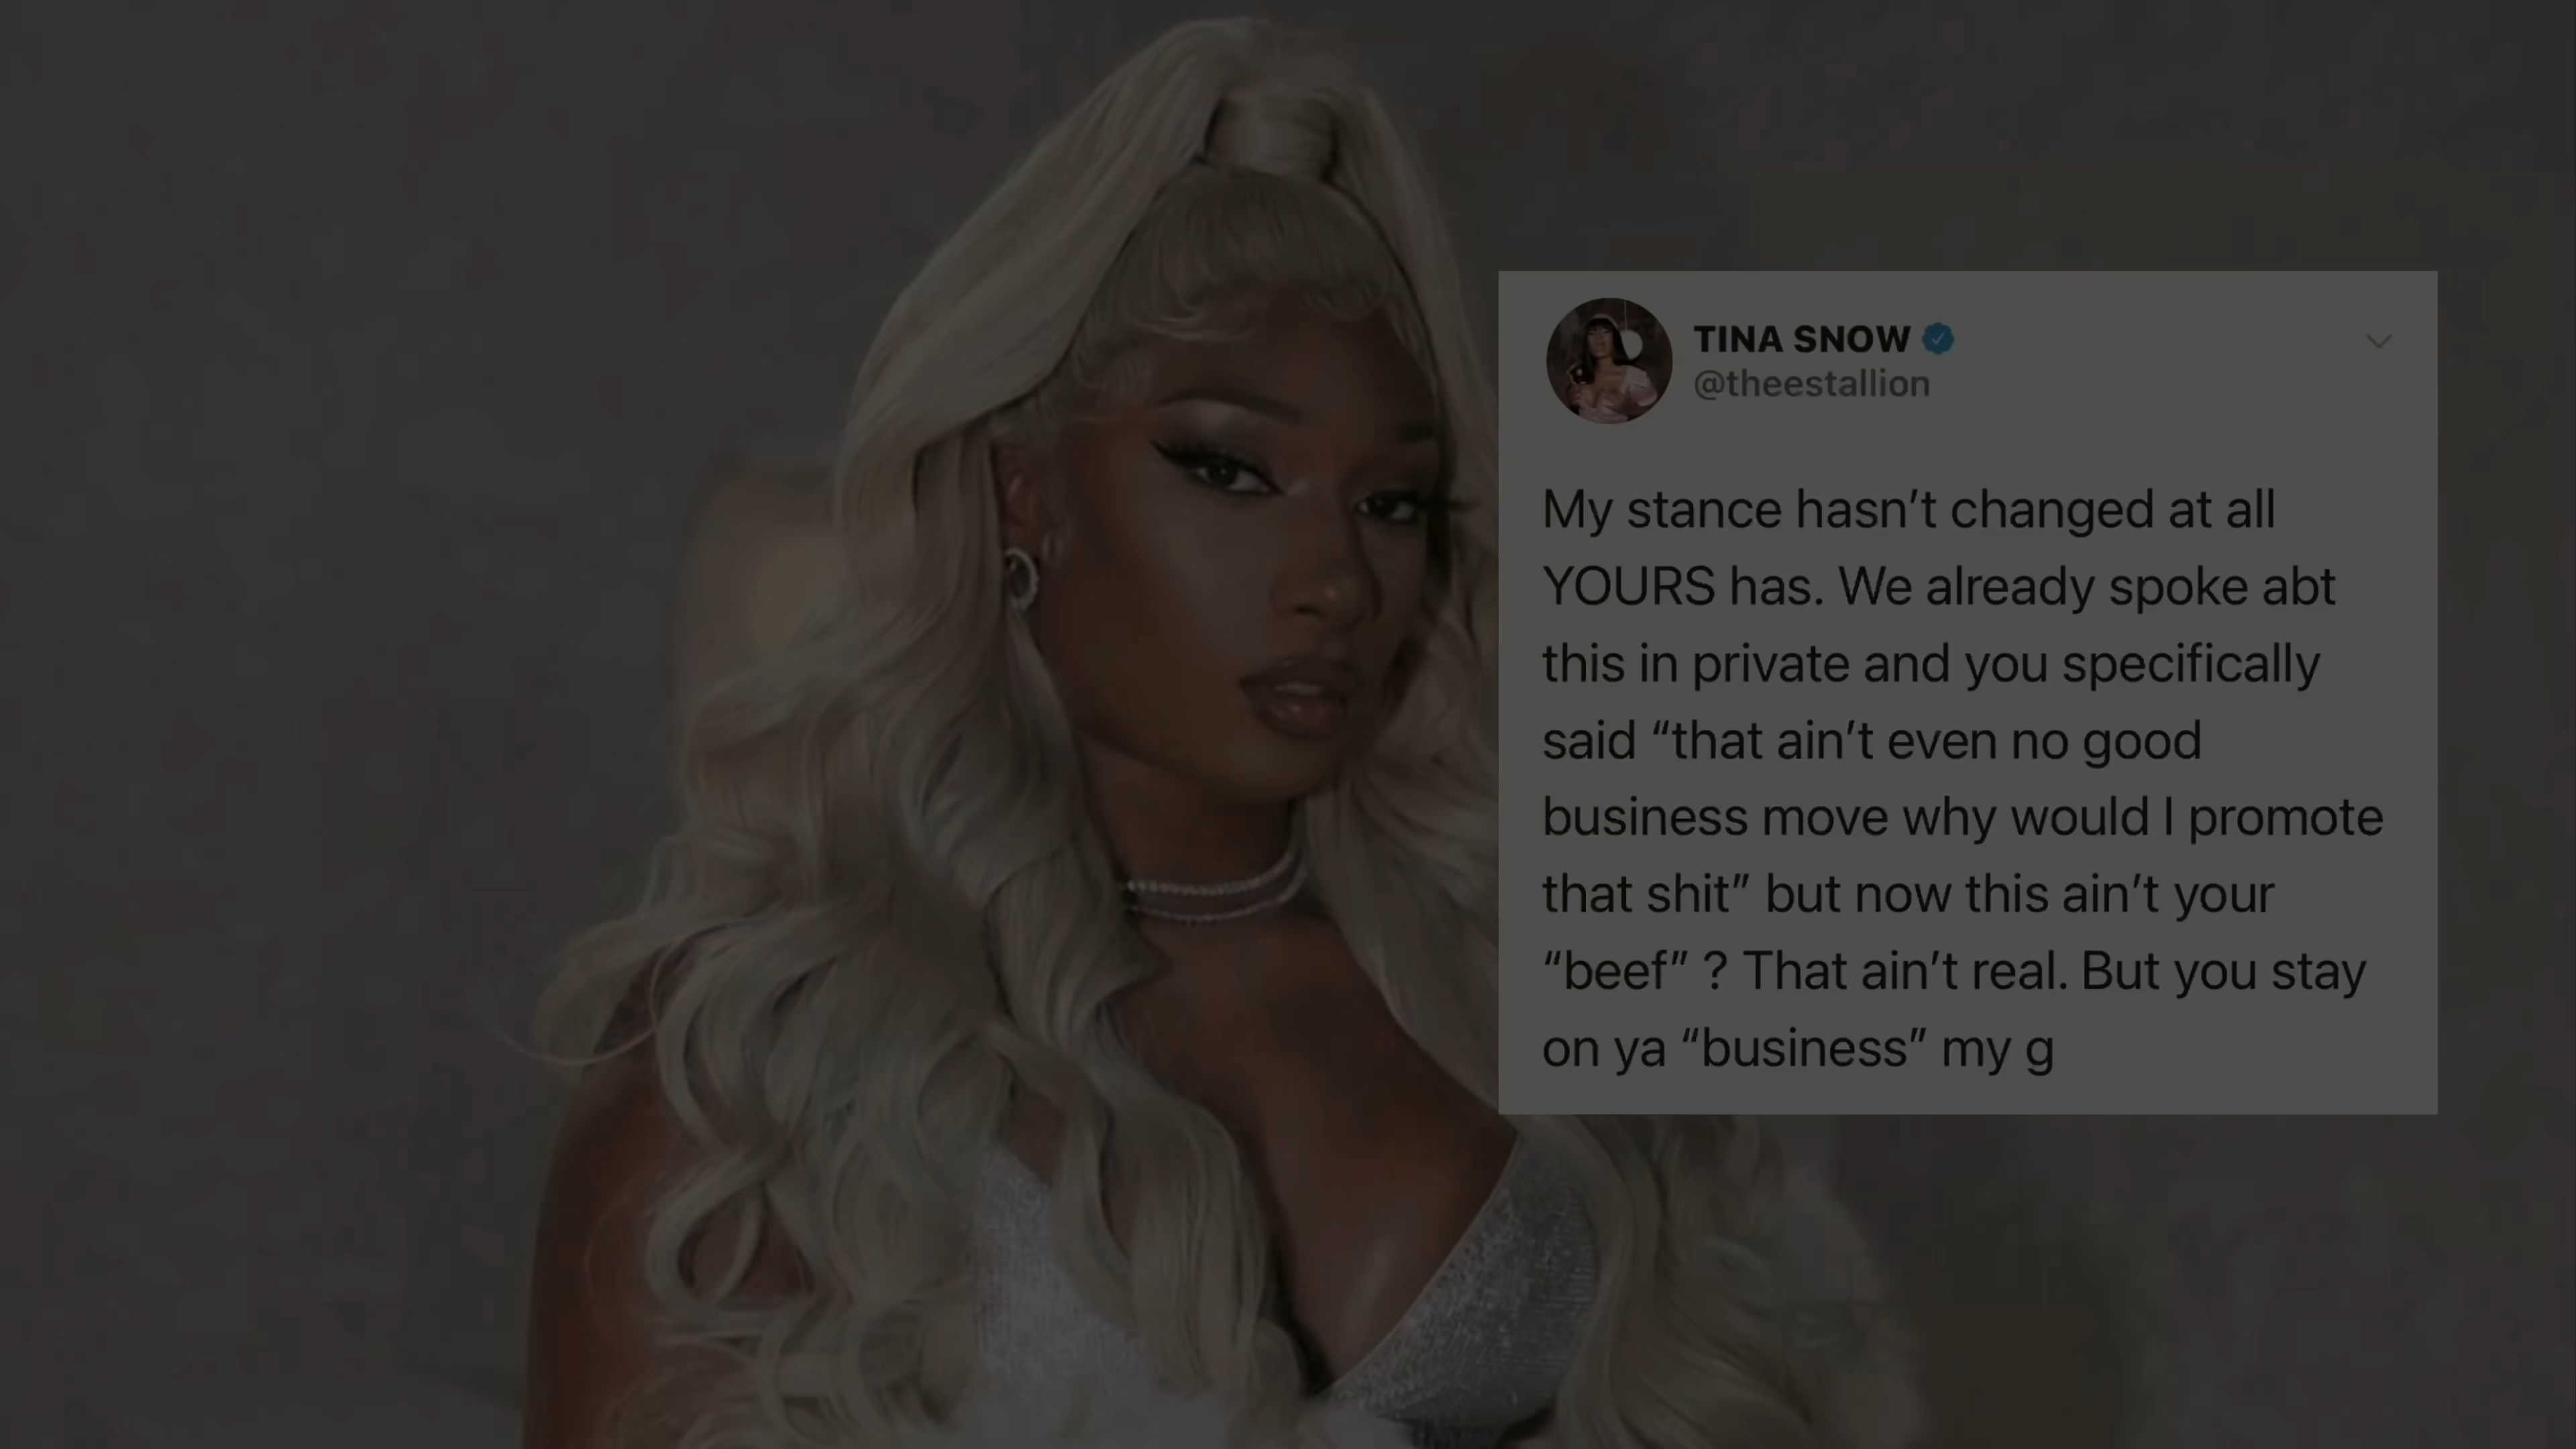 TINA SNOW
@theestallion
My stance hasn’t changed at all
YOURS has. We already spoke abt
this in private and you specifically
said “that ain’t even no good
business move why would I promote
that shit” but now this ain’t your
“beef” ? That ain’t real. But you stay
on ya “business” my g